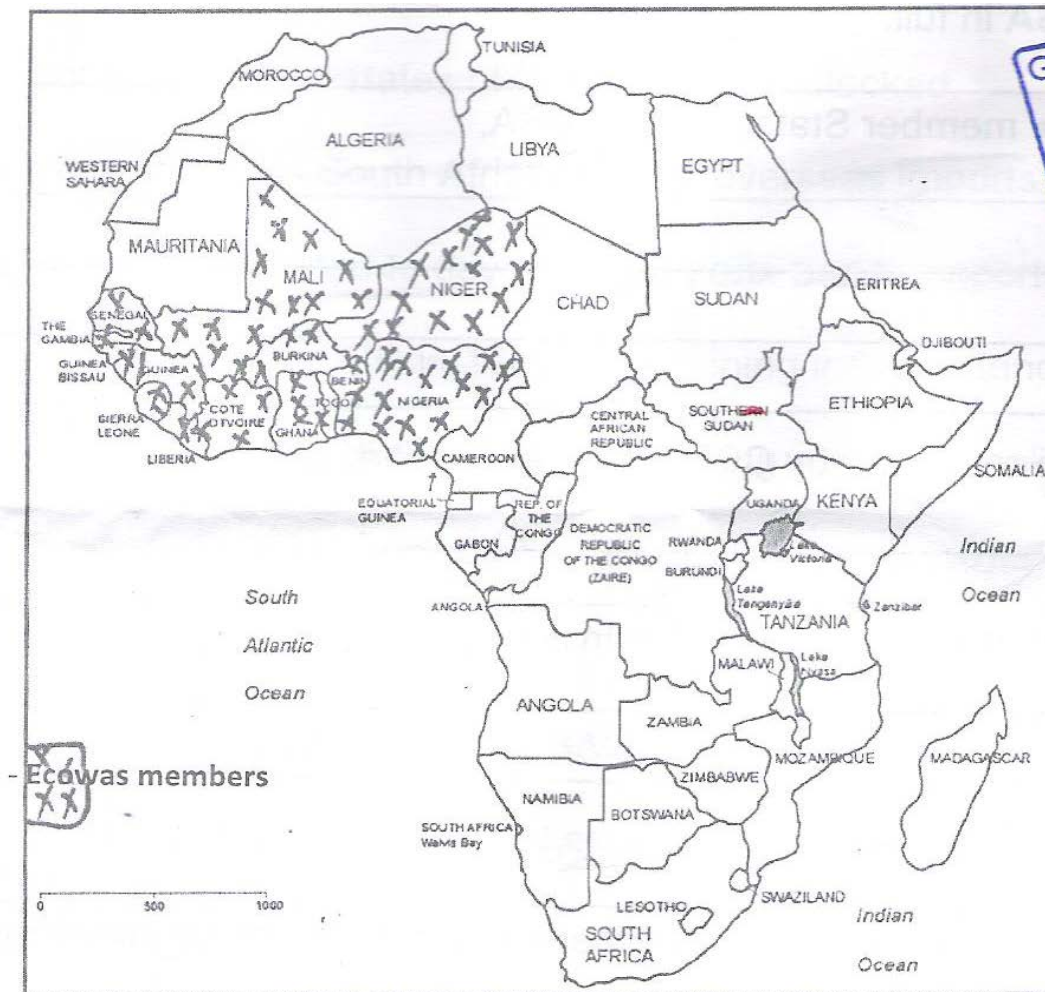 TUNISIA
MOROCCO
ALGERIA
LIBYA
EGYPT
WESTERN
SAHARA
MAURITANIA
MALI
NIGER
CHAD
SUDAN
ERITREA
DJIBOUTI
SENEGAL
THE
GAMBIA
GUINEA
BISSAU
GUINEA
BURKINA
BENIN
NIGERIA
SIERRA
LEONE
COTE
D'IVOIRE
TOGO
GHANA
LIBERIA
CENTRAL
AFRICAN
REPUBLIC
SOUTHERN
SUDAN
ETHIOPIA
CAMEROON
SOMALIA
EQUATORIAL
GUINEA
REP. OF
THE
CONGO
GABON
UGANDA
KENYA
DEMOCRATIC
REPUBLIC
OF THE CONGO
(ZAIRE)
RWANDA
BURUNDI
Lake
Victoria
Indian
Ocean
Lake
Tanganyika
Zanzibar
TANZANIA
ANGOLA
South
Atlantic
Ocean
MALAWI
Lake
Nyasa
ANGOLA
ZAMBIA
MOZAMBIQUE
MADAGASCAR
- Ecowas members
ZIMBABWE
NAMIBIA
BOTSWANA
SOUTH AFRICA
Walvis Bay
SWAZILAND
LESOTHO
SOUTH
AFRICA
0 500 1000
Indian
Ocean